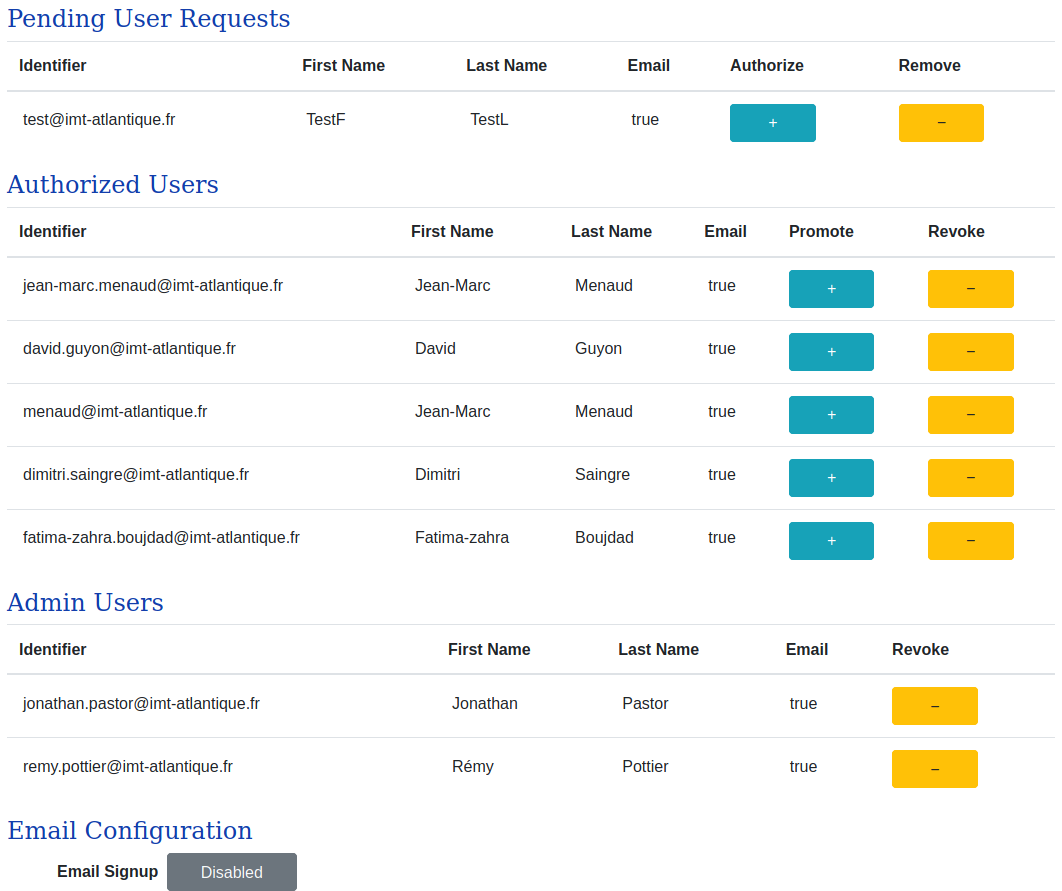 Pending User Requests
Identifier First Name Last Name Email Authorize Remove
test@imt-atlantique.fr TestF TestL true + −
Authorized Users
Identifier First Name Last Name Email Promote Revoke
jean-marc.menaud@imt-atlantique.fr Jean-Marc Menaud true + −
david.guyon@imt-atlantique.fr David Guyon true + −
menaud@imt-atlantique.fr Jean-Marc Menaud true + −
dimitri.saingre@imt-atlantique.fr Dimitri Saingre true + −
fatima-zahra.boujdad@imt-atlantique.fr Fatima-zahra Boujdad true + −
Admin Users
Identifier First Name Last Name Email Revoke
jonathan.pastor@imt-atlantique.fr Jonathan Pastor true −
remy.pottier@imt-atlantique.fr Rémy Pottier true −
Email Configuration
Email Signup Disabled